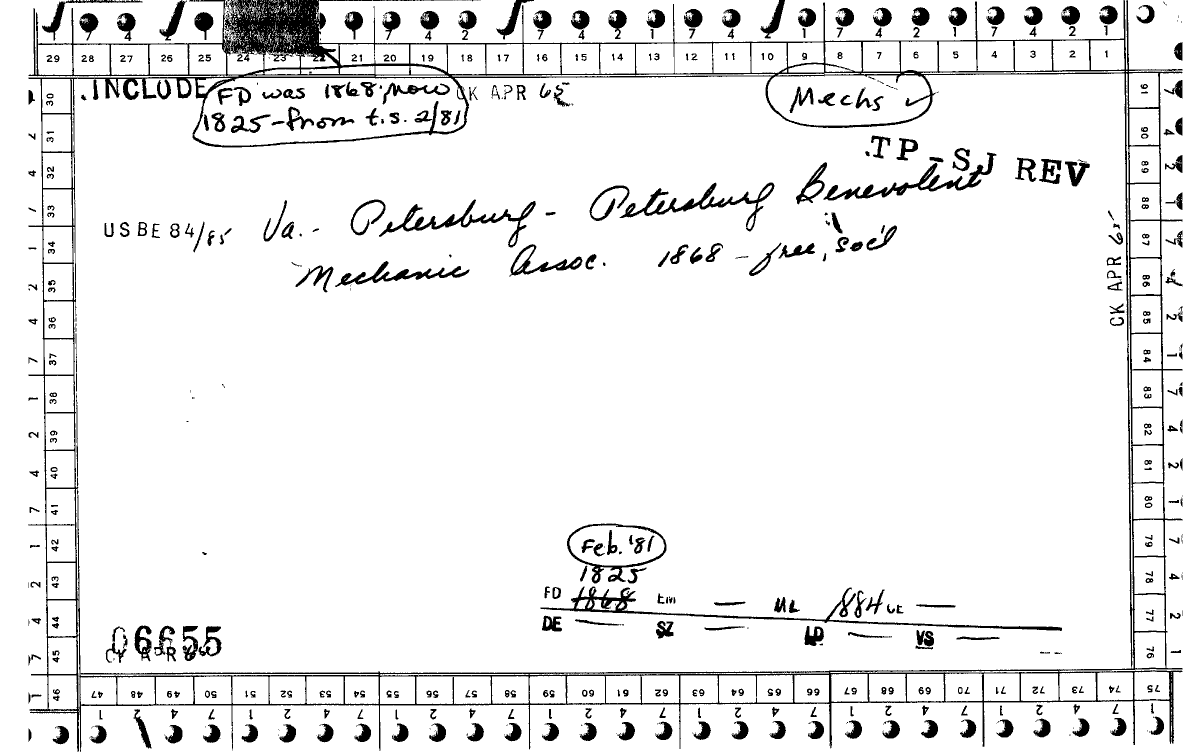 7 4 2 1 7 4 2 1 7 4 2 1 7 4 2 1 7 4 2 1
29 28 27 26 25 24 23 22 21 20 19 18 17 16 15 14 13 12 11 10 9 8 7 6 5 4 3 2 1
.INCLUDE
FD was 1868; now
1825-from t.s. 2/81
CK APR 65
Mechs ✓
.TP-SJ REV
USBE 84/85 Va. - Petersburg - Petersburg Benevolent
Mechanic Assoc. 1868 - free, soc'l
CK APR 65
Feb. '81
1825
FD 1868 Em — ML 1884 VE —
DE — SZ — LD — VS —
06655
CY APR 66
30 31 32 33 34 35 36 37 38 39 40 41 42 43 44 45 46
91 90 89 88 87 86 85 84 83 82 81 80 79 78 77 76
47 48 49 50 51 52 53 54 55 56 57 58 59 60 61 62 63 64 65 66 67 68 69 70 71 72 73 74 75
1 2 4 7 1 2 4 7 1 2 4 7 1 2 4 7 1 2 4 7 1 2 4 7 1 2 4 7 1